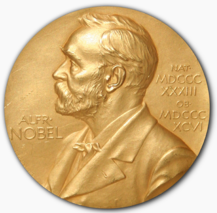 ALFR·
NOBEL
NAT·
MDCCC
XXXIII
OB·
MDCCC
XCVI